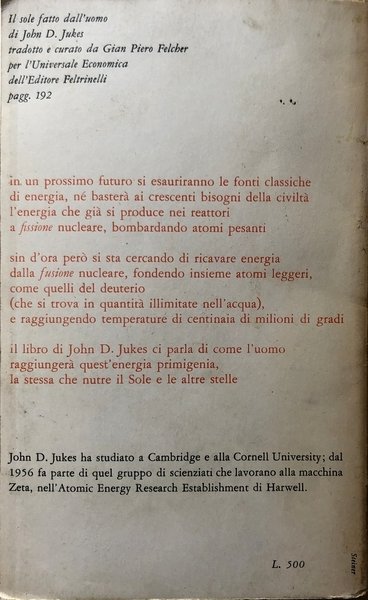 Il sole fatto dall'uomo
di John D. Jukes
tradotto e curato da Gian Piero Felcher
per l'Universale Economica
dell'Editore Feltrinelli
pagg. 192
in un prossimo futuro si esauriranno le fonti classiche
di energia, né basterà ai crescenti bisogni della civiltà
l'energia che già si produce nei reattori
a fissione nucleare, bombardando atomi pesanti
sin d'ora però si sta cercando di ricavare energia
dalla fusione nucleare, fondendo insieme atomi leggeri,
come quelli del deuterio
(che si trova in quantità illimitate nell'acqua),
e raggiungendo temperature di centinaia di milioni di gradi
il libro di John D. Jukes ci parla di come l'uomo
raggiungerà quest'energia primigenia,
la stessa che nutre il Sole e le altre stelle
John D. Jukes ha studiato a Cambridge e alla Cornell University; dal
1956 fa parte di quel gruppo di scienziati che lavorano alla macchina
Zeta, nell'Atomic Energy Research Establishment di Harwell.
L. 500
Steiner